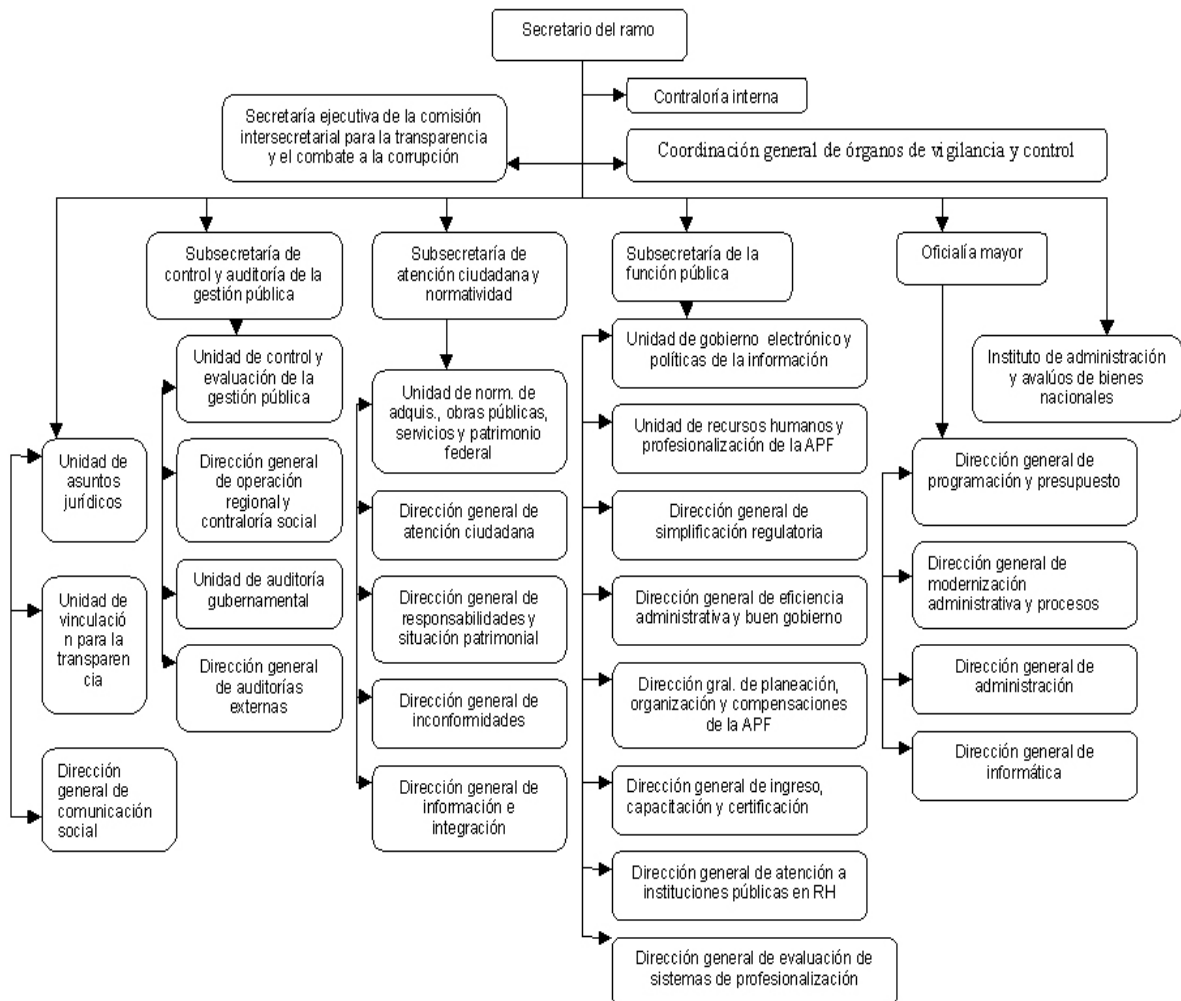 Secretario del ramo
Contraloría interna
Secretaría ejecutiva de la comisión
intersecretarial para la transparencia
y el combate a la corrupción
Coordinación general de órganos de vigilancia y control
Subsecretaría de
control y auditoría de la
gestión pública
Subsecretaría de
atención ciudadana y
normatividad
Subsecretaría de la
función pública
Oficialía mayor
Instituto de administración
y avalúos de bienes
nacionales
Unidad de
asuntos
jurídicos
Unidad de
vinculació
n para la
transparen
cia
Dirección
general de
comunicación
social
Unidad de control y
evaluación de la
gestión pública
Dirección general
de operación
regional y
contraloría social
Unidad de auditoría
gubernamental
Dirección general
de auditorías
externas
Unidad de norm. de
adquis., obras públicas,
servicios y patrimonio
federal
Dirección general de
atención ciudadana
Dirección general de
responsabilidades y
situación patrimonial
Dirección general de
inconformidades
Dirección general de
información e
integración
Unidad de gobierno electrónico y
políticas de la información
Unidad de recursos humanos y
profesionalización de la APF
Dirección general de
simplificación regulatoria
Dirección general de eficiencia
administrativa y buen gobierno
Dirección gral. de planeación,
organización y compensaciones
de la APF
Dirección general de ingreso,
capacitación y certificación
Dirección general de atención a
instituciones públicas en RH
Dirección general de evaluación de
sistemas de profesionalización
Dirección general de
programación y presupuesto
Dirección general de
modernización
administrativa y procesos
Dirección general
de administración
Dirección general de
informática